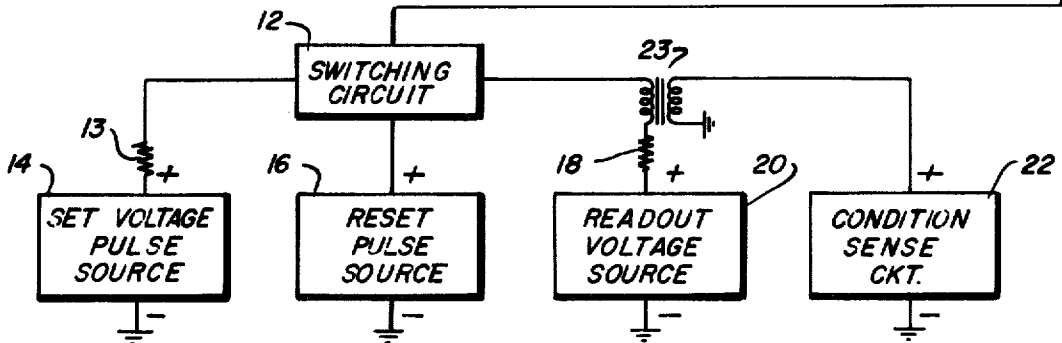 12
SWITCHING
CIRCUIT
23
13
18
14
+
SET VOLTAGE
PULSE
SOURCE
-
16
+
RESET
PULSE
SOURCE
-
20
+
READOUT
VOLTAGE
SOURCE
-
22
+
CONDITION
SENSE
CKT.
-